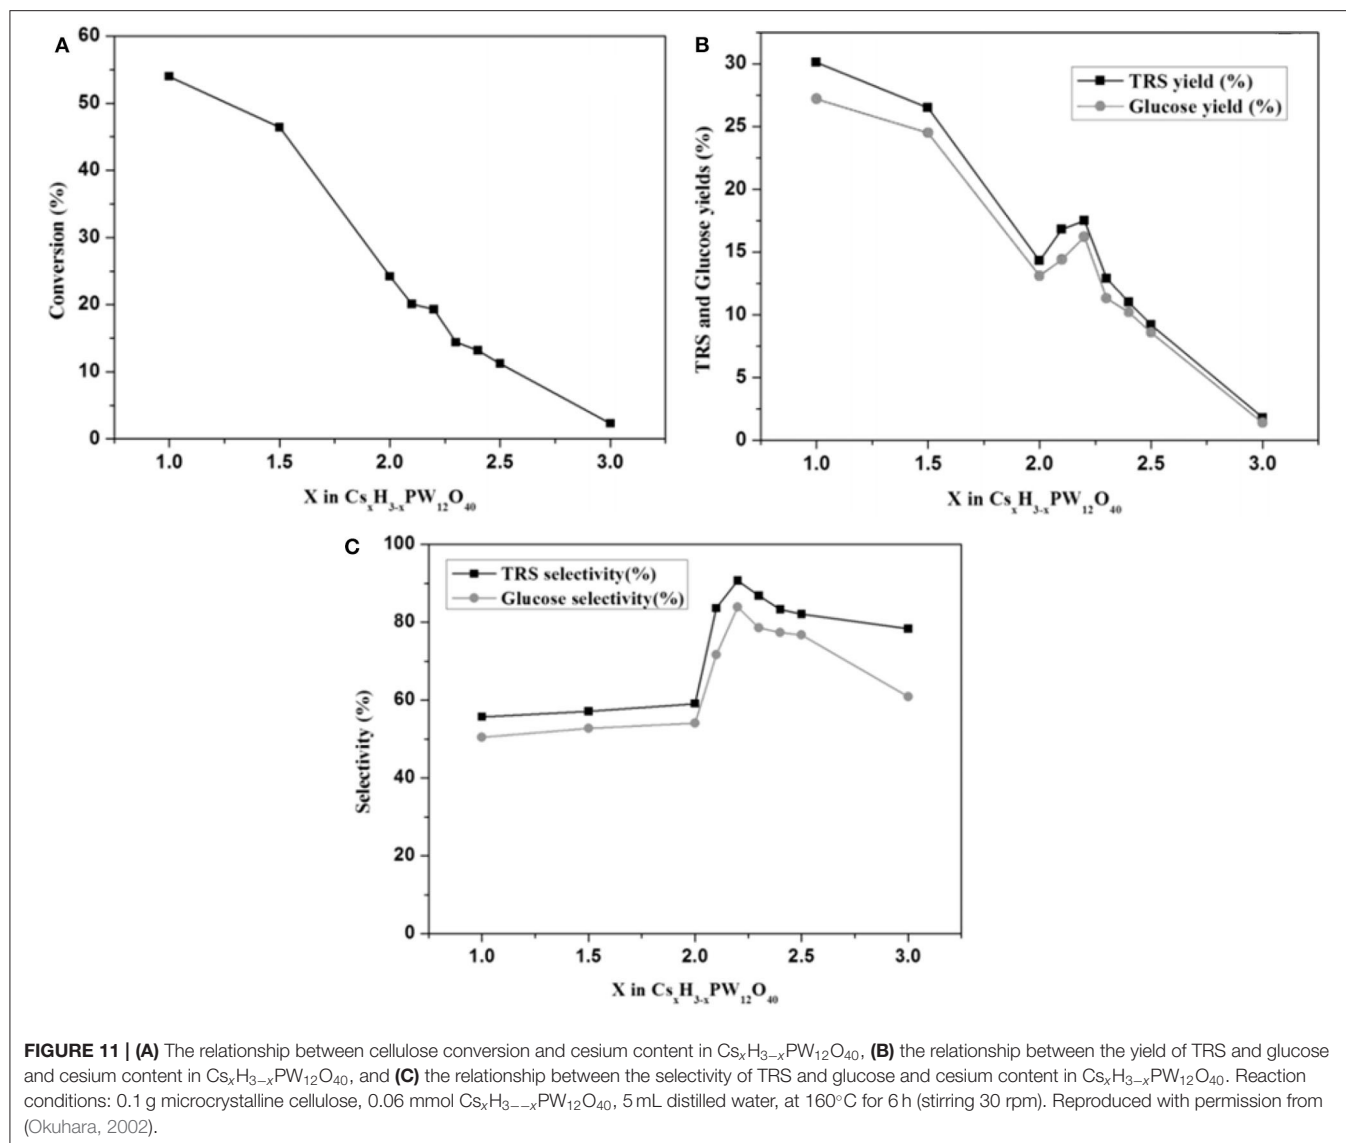 A
60
50
40
30
20
10
0
Conversion (%)
1.0 1.5 2.0 2.5 3.0
X in CsₓH₃₋ₓPW₁₂O₄₀
B
30
25
20
15
10
5
0
TRS and Glucose yields (%)
TRS yield (%)
Glucose yield (%)
1.0 1.5 2.0 2.5 3.0
X in CsₓH₃₋ₓPW₁₂O₄₀
C
100
80
60
40
20
0
Selectivity (%)
TRS selectivity(%)
Glucose selectivity(%)
1.0 1.5 2.0 2.5 3.0
X in CsₓH₃₋ₓPW₁₂O₄₀
FIGURE 11 | (A) The relationship between cellulose conversion and cesium content in CsₓH₃₋ₓPW₁₂O₄₀, (B) the relationship between the yield of TRS and glucose
and cesium content in CsₓH₃₋ₓPW₁₂O₄₀, and (C) the relationship between the selectivity of TRS and glucose and cesium content in CsₓH₃₋ₓPW₁₂O₄₀. Reaction
conditions: 0.1 g microcrystalline cellulose, 0.06 mmol CsₓH₃₋₋ₓPW₁₂O₄₀, 5 mL distilled water, at 160°C for 6 h (stirring 30 rpm). Reproduced with permission from
(Okuhara, 2002).